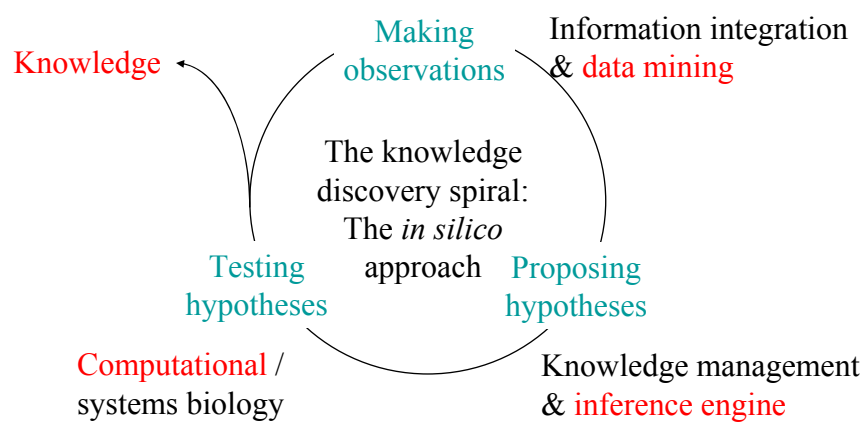 Making
observations
Information integration
& data mining
Knowledge
The knowledge
discovery spiral:
The in silico
approach
Testing
hypotheses
Proposing
hypotheses
Computational /
systems biology
Knowledge management
& inference engine